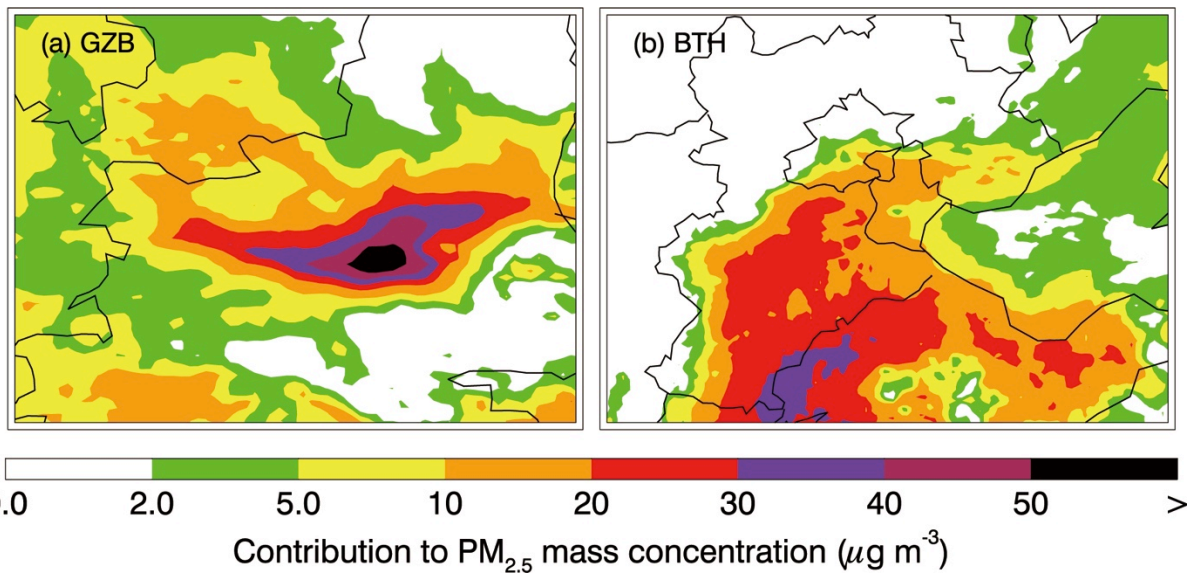 (a) GZB
(b) BTH
.0 2.0 5.0 10 20 30 40 50 >
Contribution to PM₂.₅ mass concentration (μg m⁻³)